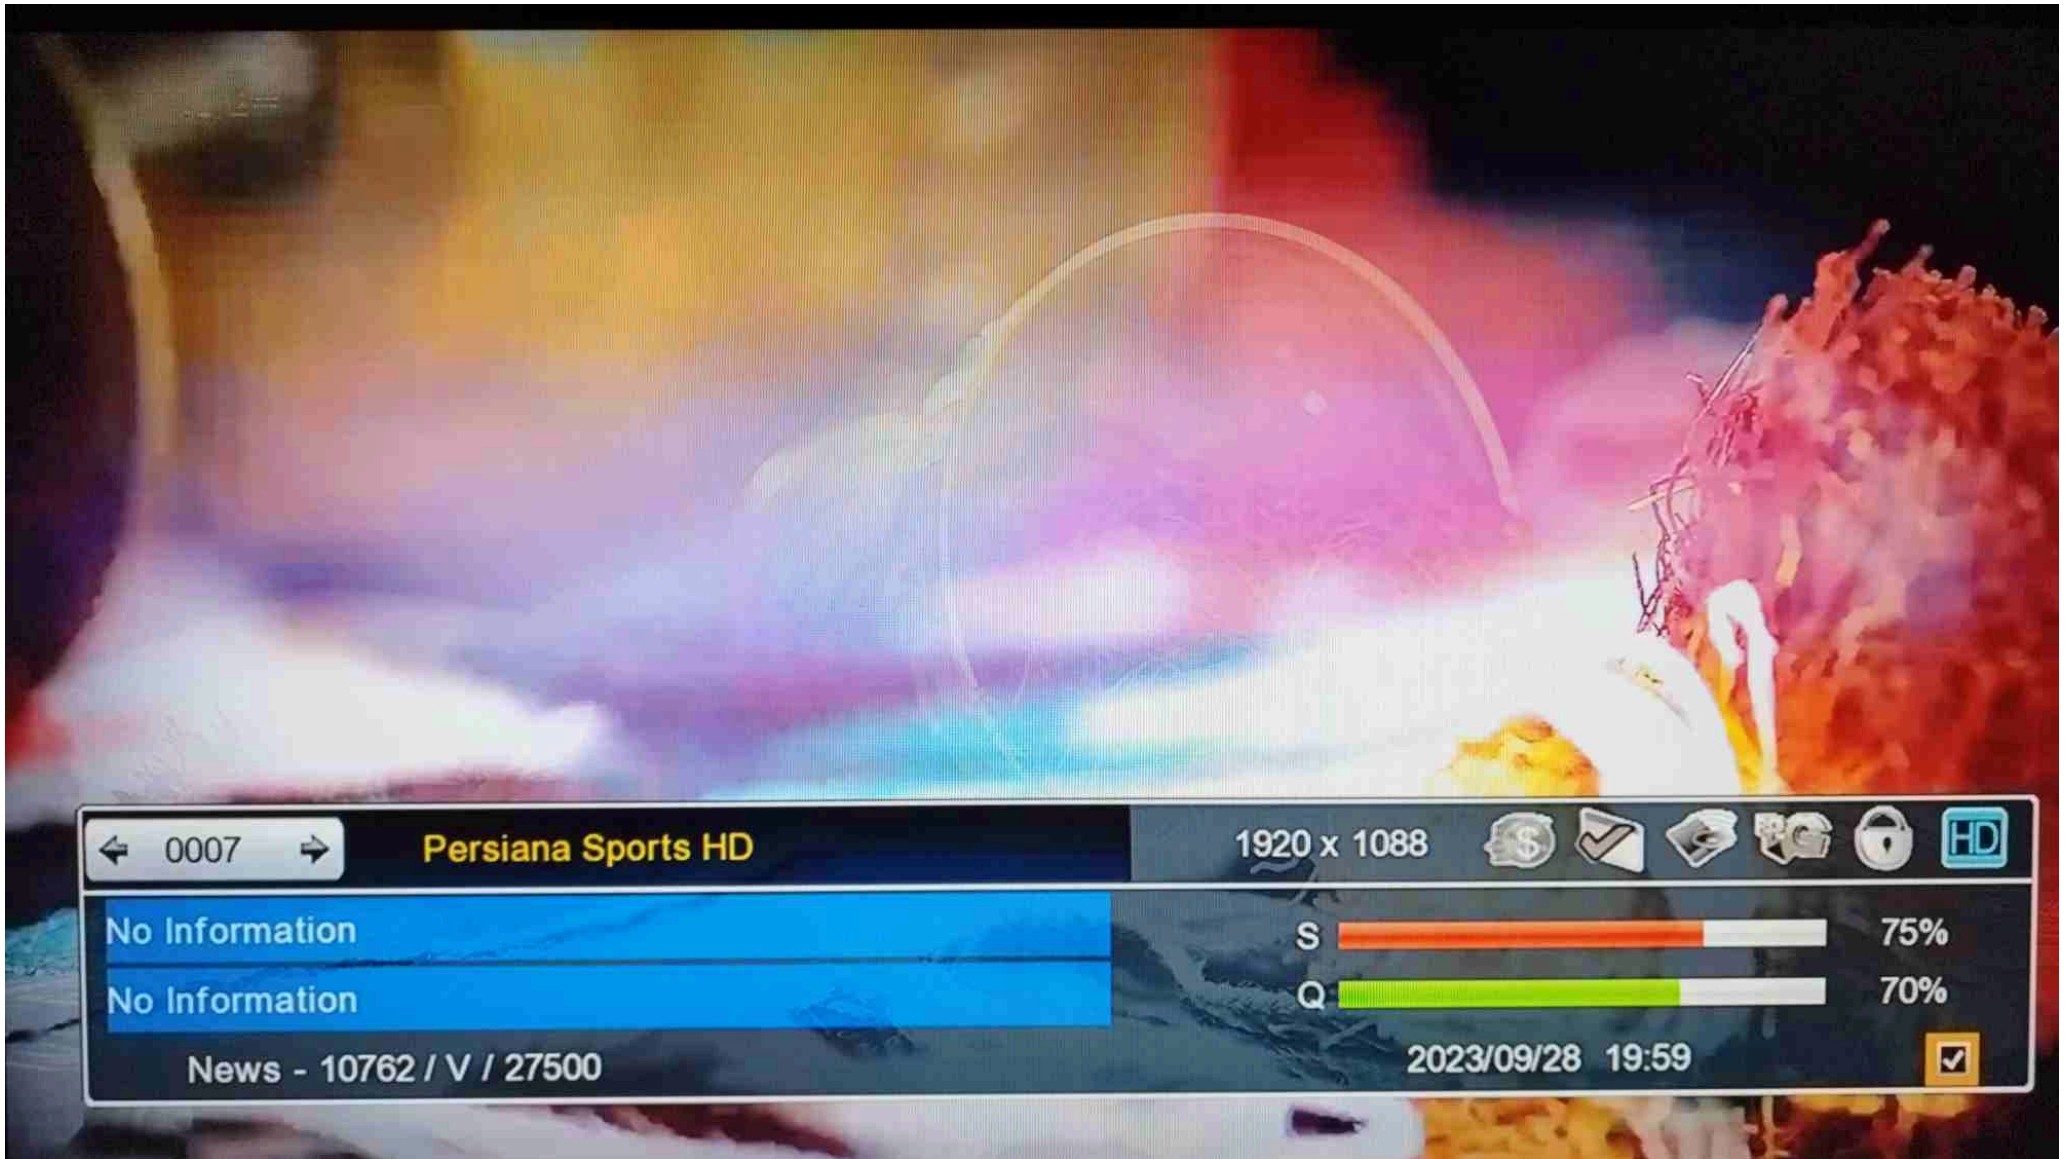 0007
Persiana Sports HD
1920 x 1088
$
HD
No Information
S 75%
No Information
Q 70%
News - 10762 / V / 27500
2023/09/28 19:59